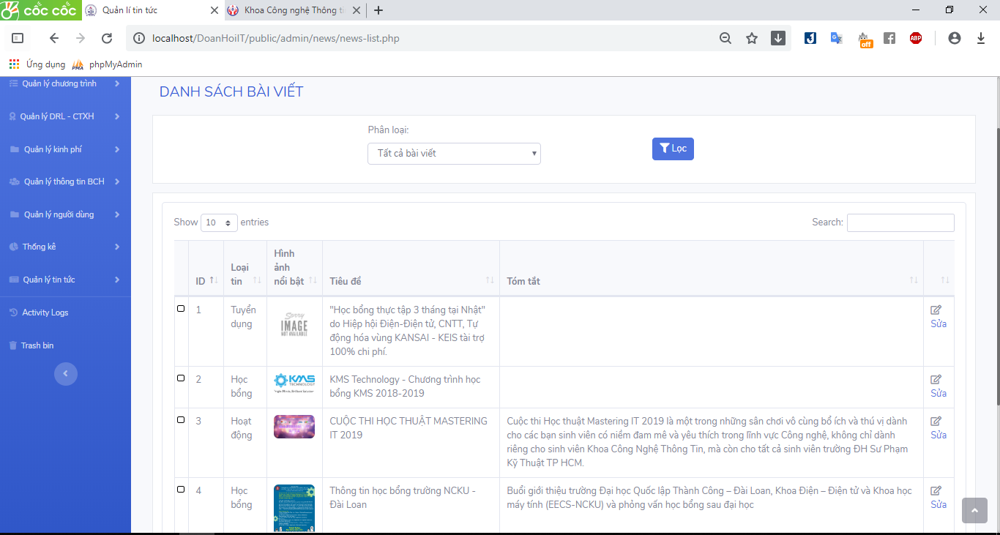 CỐC CỐC
Quản lí tin tức
Khoa Công nghệ Thông ti
localhost/DoanHoiIT/public/admin/news/news-list.php
off
ABP
Ứng dụng
PMA
phpMyAdmin
Quản lý chương trình
Quản lý DRL - CTXH
Quản lý kinh phí
Quản lý thông tin BCH
Quản lý người dùng
Thống kê
Quản lý tin tức
Activity Logs
Trash bin
DANH SÁCH BÀI VIẾT
Phân loại:
Tất cả bài viết
Lọc
Show 10 entries
Search:
ID
Loại
tin
Hình
ảnh
nổi bật
Tiêu đề
Tóm tắt
1
Tuyển
dụng
Sorry
IMAGE
NOT AVAILABLE
"Học bổng thực tập 3 tháng tại Nhật"
do Hiệp hội Điện-Điện tử, CNTT, Tự
động hóa vùng KANSAI - KEIS tài trợ
100% chi phí.
Sửa
2
Học
bổng
KMS
TECHNOLOGY
KMS Technology - Chương trình học
bổng KMS 2018-2019
Sửa
3
Hoạt
động
CUỘC THI HỌC THUẬT MASTERING
IT 2019
Cuộc thi Học thuật Mastering IT 2019 là một trong những sân chơi vô cùng bổ ích và thú vị dành
cho các bạn sinh viên có niềm đam mê và yêu thích trong lĩnh vực Công nghệ, không chỉ dành
riêng cho sinh viên Khoa Công Nghệ Thông Tin, mà còn cho tất cả sinh viên trường ĐH Sư Phạm
Kỹ Thuật TP HCM.
Sửa
4
Học
bổng
Thông tin học bổng trường NCKU -
Đài Loan
Buổi giới thiệu trường Đại học Quốc lập Thành Công – Đài Loan, Khoa Điện – Điện tử và Khoa học
máy tính (EECS-NCKU) và phỏng vấn học bổng sau đại học
Sửa